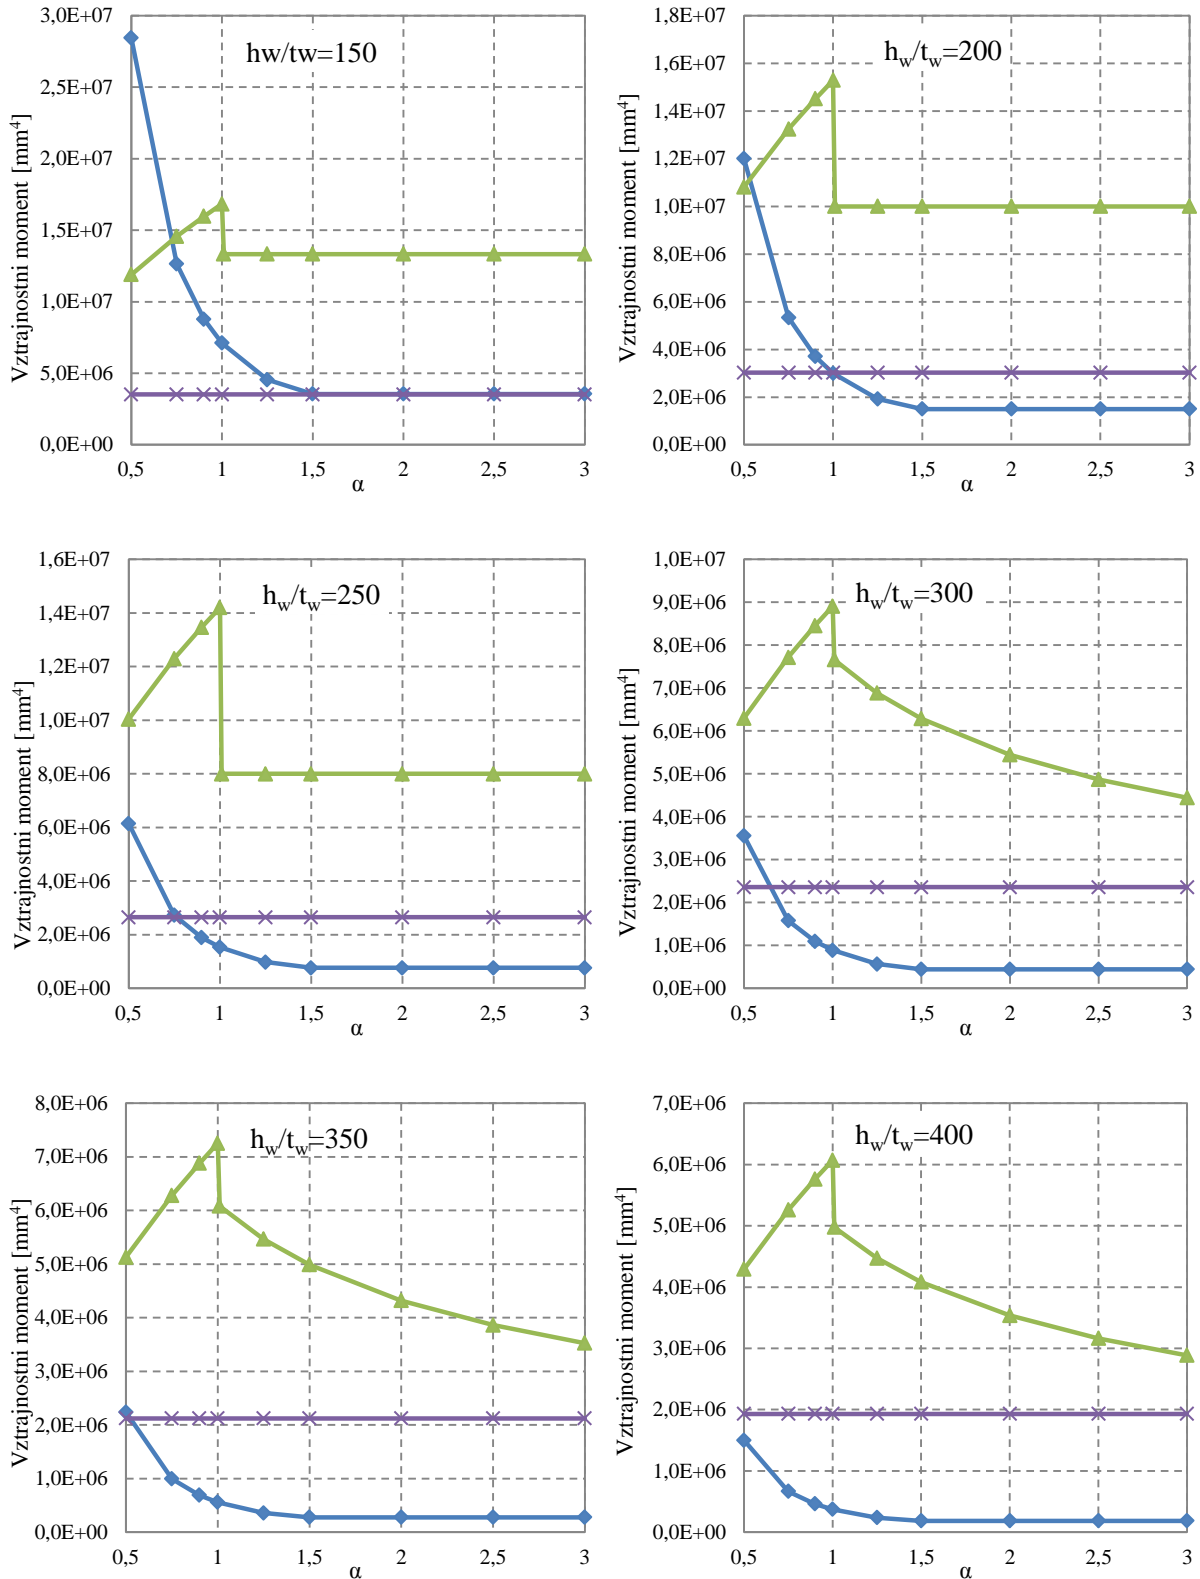 hw/tw=150
Vztrajnostni moment [mm⁴]
3,0E+07
2,5E+07
2,0E+07
1,5E+07
1,0E+07
5,0E+06
0,0E+00
0,5 1 1,5 2 2,5 3
α
h_w/t_w=200
Vztrajnostni moment [mm⁴]
1,8E+07
1,6E+07
1,4E+07
1,2E+07
1,0E+07
8,0E+06
6,0E+06
4,0E+06
2,0E+06
0,0E+00
0,5 1 1,5 2 2,5 3
α
h_w/t_w=250
Vztrajnostni moment [mm⁴]
1,6E+07
1,4E+07
1,2E+07
1,0E+07
8,0E+06
6,0E+06
4,0E+06
2,0E+06
0,0E+00
0,5 1 1,5 2 2,5 3
α
h_w/t_w=300
Vztrajnostni moment [mm⁴]
1,0E+07
9,0E+06
8,0E+06
7,0E+06
6,0E+06
5,0E+06
4,0E+06
3,0E+06
2,0E+06
1,0E+06
0,0E+00
0,5 1 1,5 2 2,5 3
α
h_w/t_w=350
Vztrajnostni moment [mm⁴]
8,0E+06
7,0E+06
6,0E+06
5,0E+06
4,0E+06
3,0E+06
2,0E+06
1,0E+06
0,0E+00
0,5 1 1,5 2 2,5 3
α
h_w/t_w=400
Vztrajnostni moment [mm⁴]
7,0E+06
6,0E+06
5,0E+06
4,0E+06
3,0E+06
2,0E+06
1,0E+06
0,0E+00
0,5 1 1,5 2 2,5 3
α